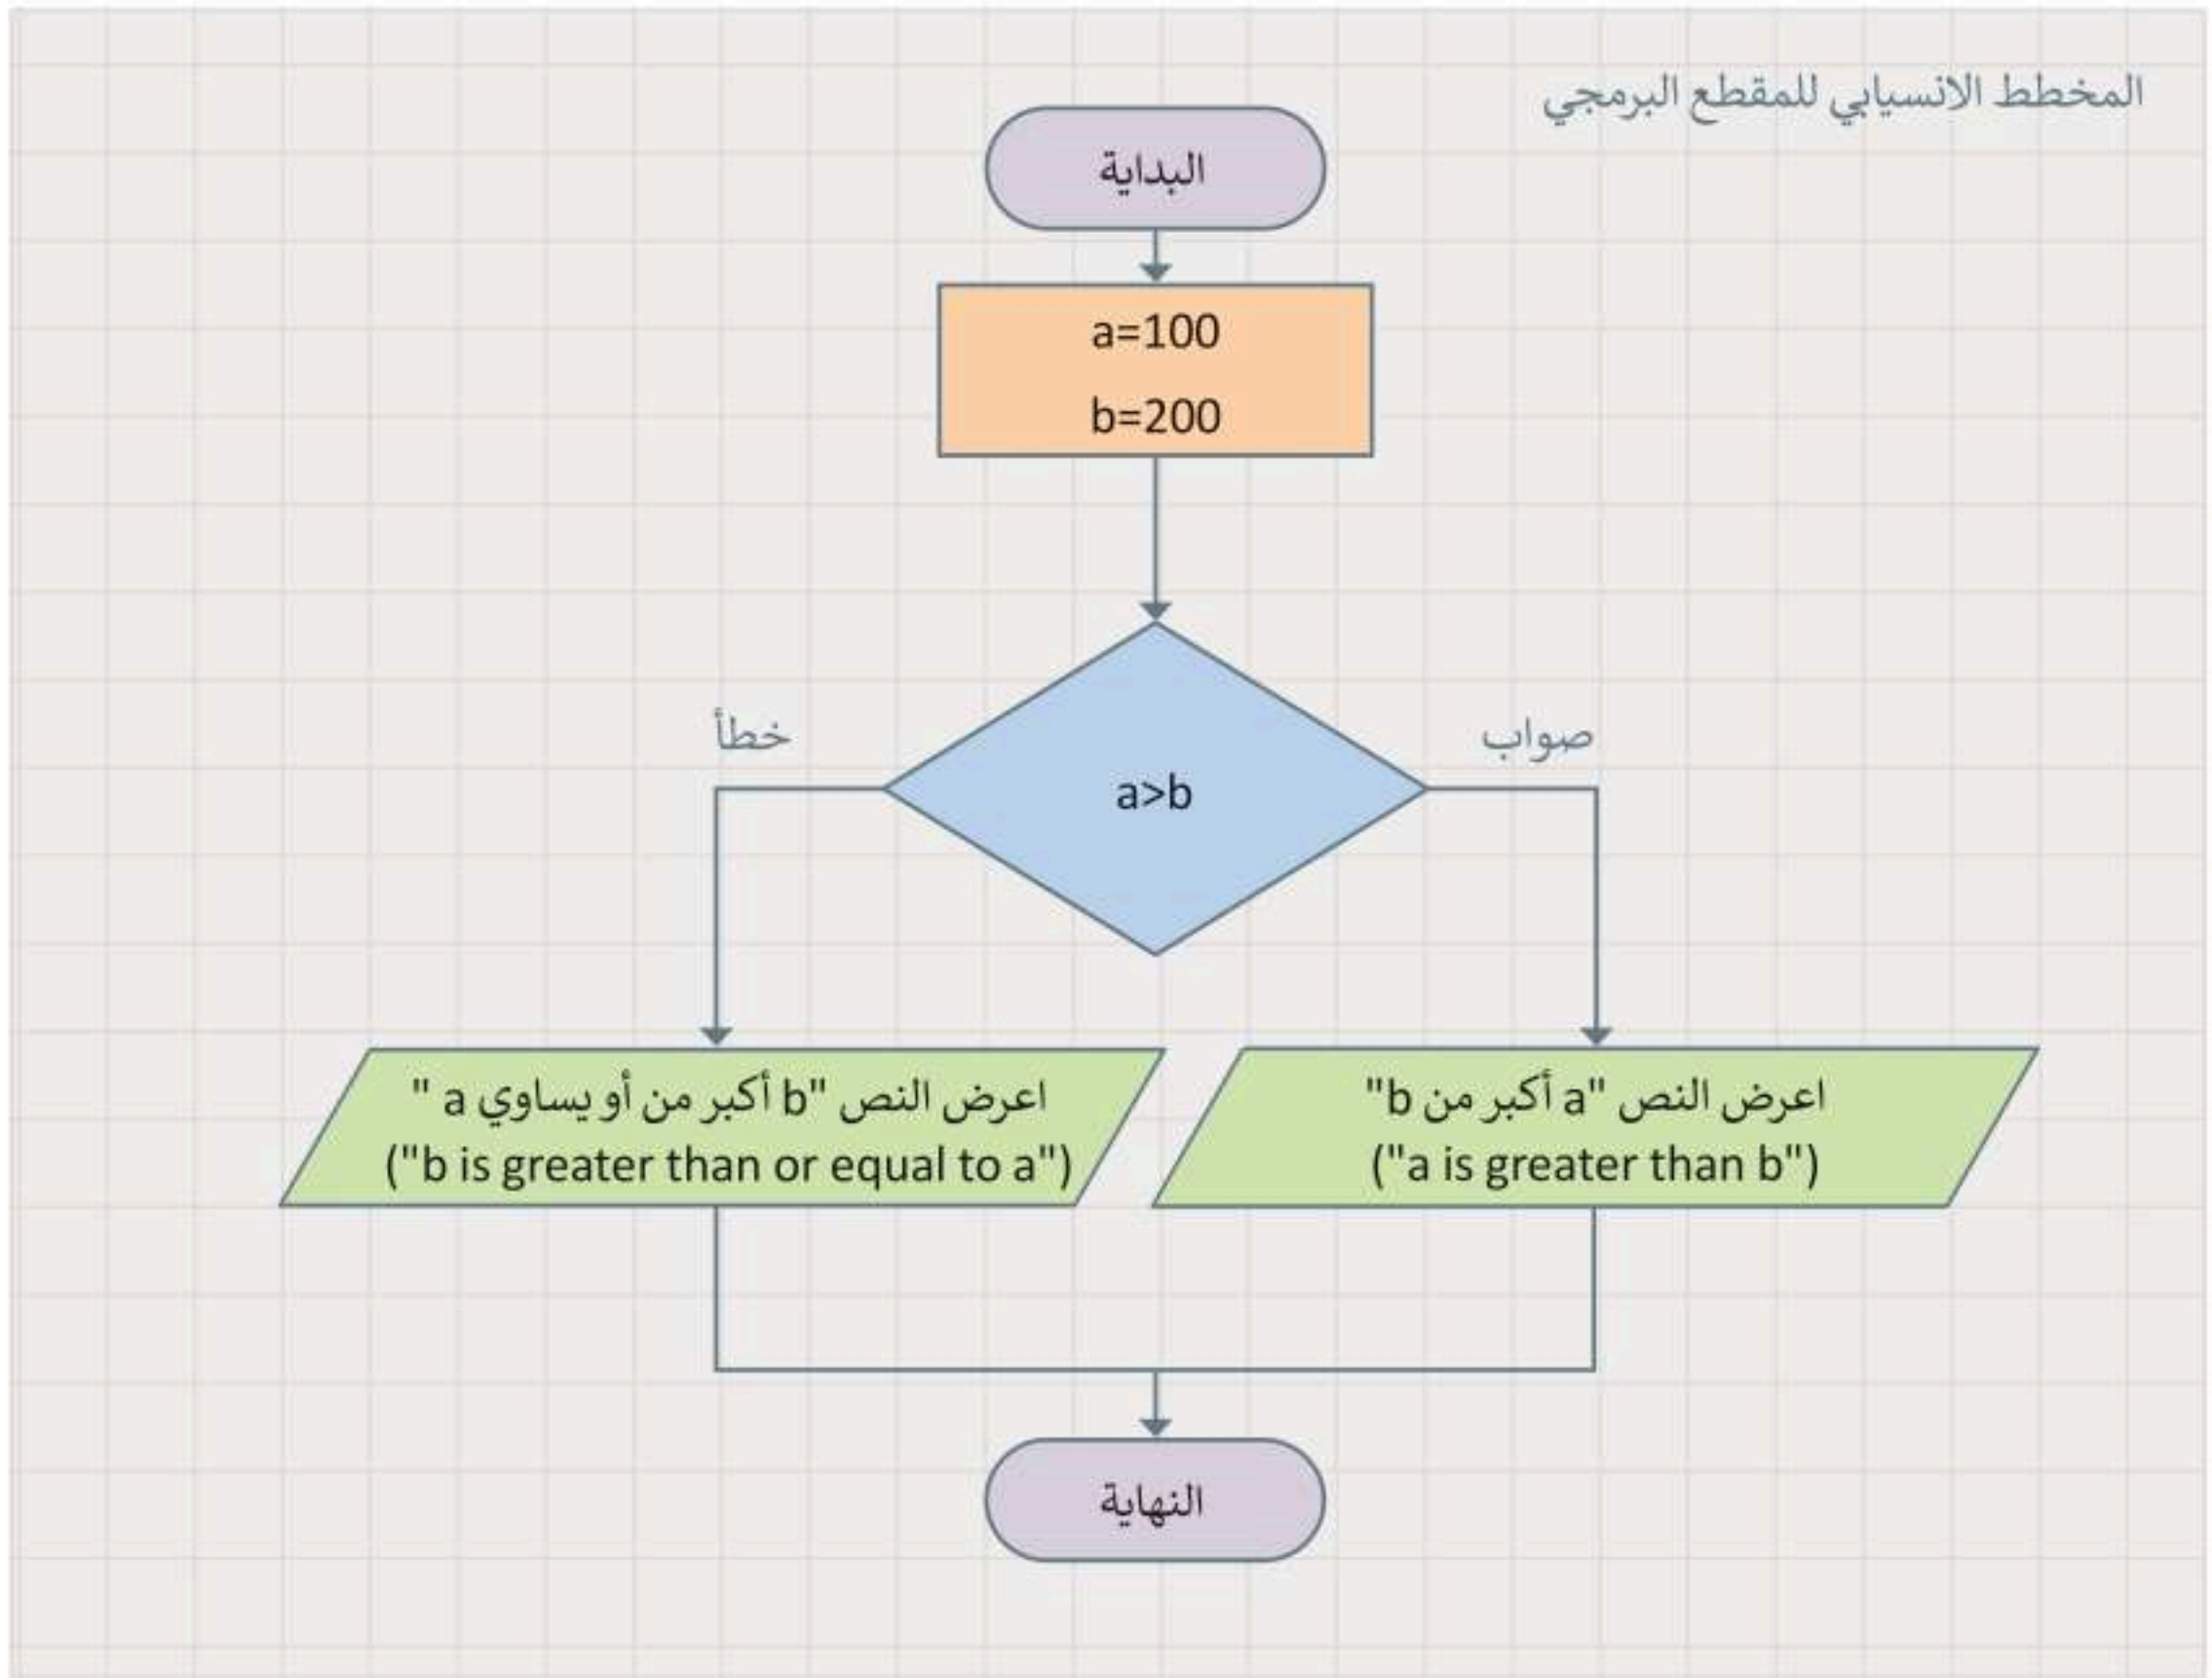 المخطط الانسيابي للمقطع البرمجي
البداية
a=100
b=200
a>b
صواب
خطأ
اعرض النص "a أكبر من b"
("a is greater than b")
اعرض النص "b أكبر من أو يساوي a "
("b is greater than or equal to a")
النهاية